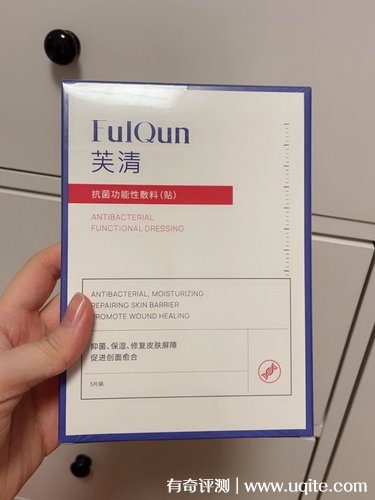 FulQun
芙清
抗菌功能性敷料(贴)
ANTIBACTERIAL
FUNCTIONAL DRESSING
ANTIBACTERIAL, MOISTURIZING
REPAIRING SKIN BARRIER
PROMOTE WOUND HEALING
抑菌、保湿、修复皮肤屏障
促进创面愈合
5片装
有奇评测 | www.uqite.com